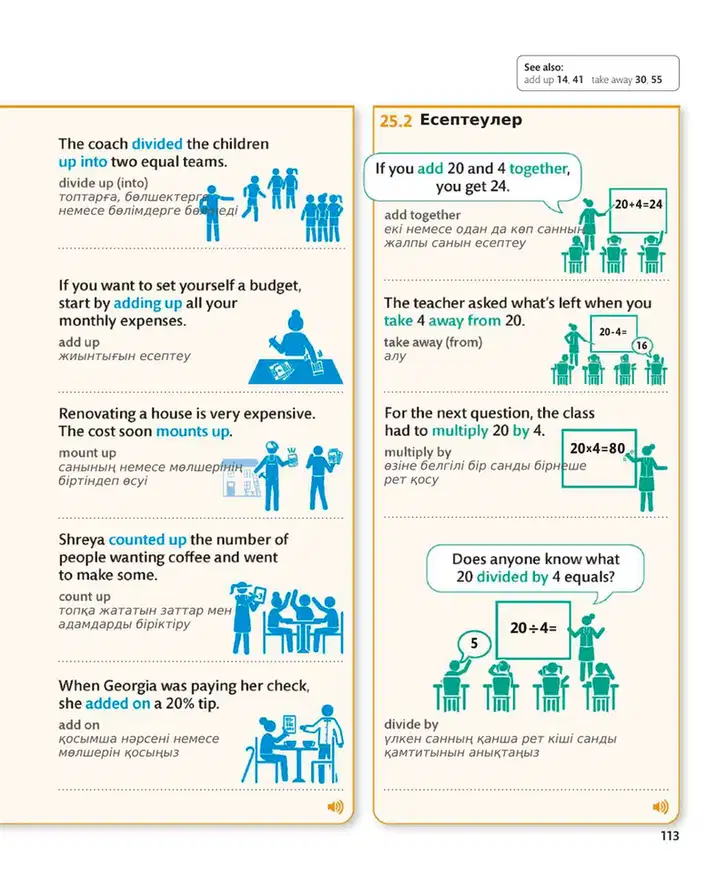 See also:
add up 14, 41 take away 30, 55
The coach divided the children
up into two equal teams.
divide up (into)
топтарға, бөлшектерге
немесе бөлімдерге бөлінеді
If you want to set yourself a budget,
start by adding up all your
monthly expenses.
add up
жиынтығын есептеу
Renovating a house is very expensive.
The cost soon mounts up.
mount up
санының немесе мөлшерінің
біртіндеп өсуі
Shreya counted up the number of
people wanting coffee and went
to make some.
count up
топқа жататын заттар мен
адамдарды біріктіру
When Georgia was paying her check,
she added on a 20% tip.
add on
қосымша нәрсені немесе
мөлшерін қосыңыз
25.2 Есептеулер
If you add 20 and 4 together,
you get 24.
20+4=24
add together
екі немесе одан да көп санның
жалпы санын есептеу
The teacher asked what's left when you
take 4 away from 20.
20-4=
16
take away (from)
алу
For the next question, the class
had to multiply 20 by 4.
20x4=80
multiply by
өзіне белгілі бір санды бірнеше
рет қосу
Does anyone know what
20 divided by 4 equals?
20÷4=
5
divide by
үлкен санның қанша рет кіші санды
қамтитынын анықтаңыз
113